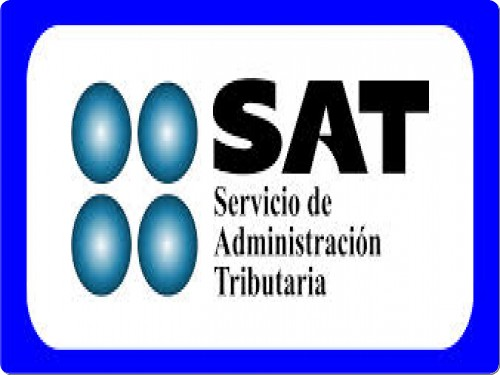 SAT
Servicio de
Administración
Tributaria